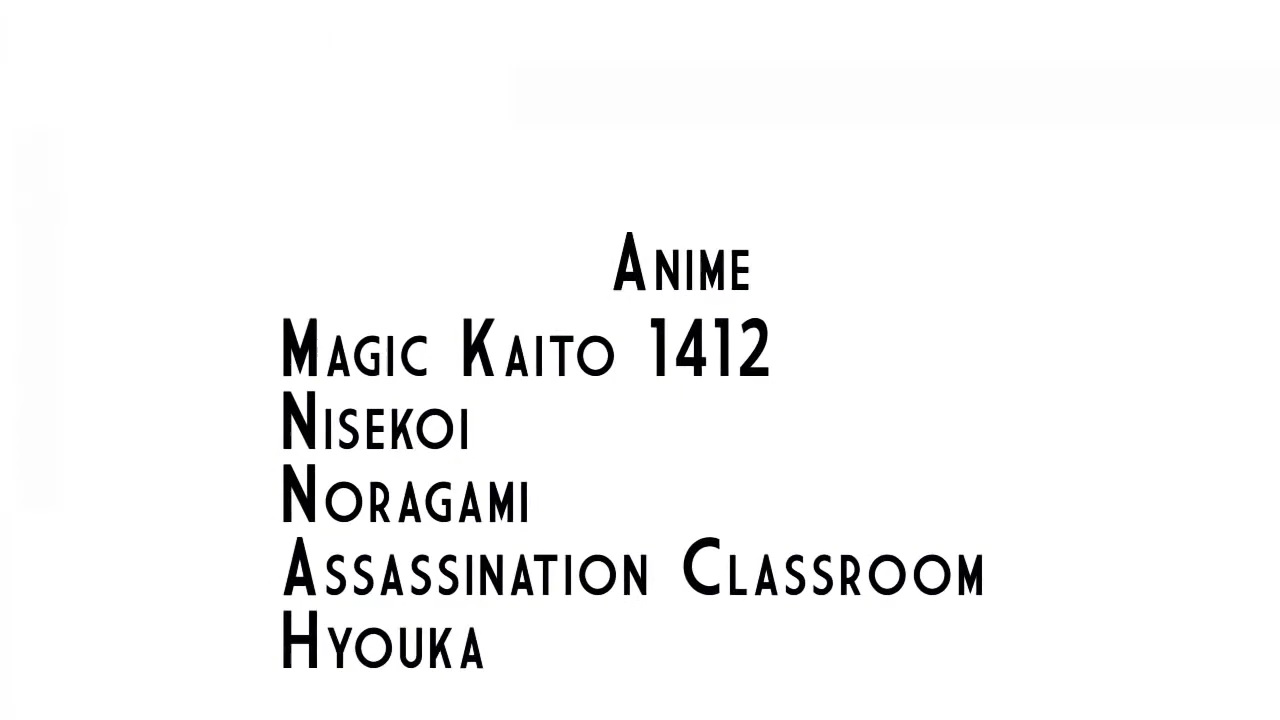 Anime
Magic Kaito 1412
Nisekoi
Noragami
Assassination Classroom
Hyouka